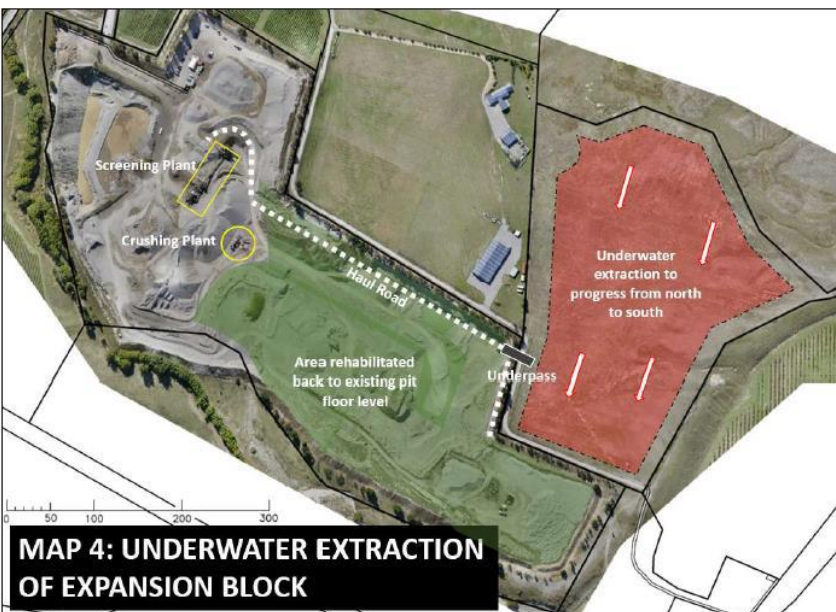 Screening Plant
Crushing Plant
Haul Road
Underpass
Area rehabilitated
back to existing pit
floor level
Underwater
extraction to
progress from north
to south
0 50 100 200 300
MAP 4: UNDERWATER EXTRACTION
OF EXPANSION BLOCK